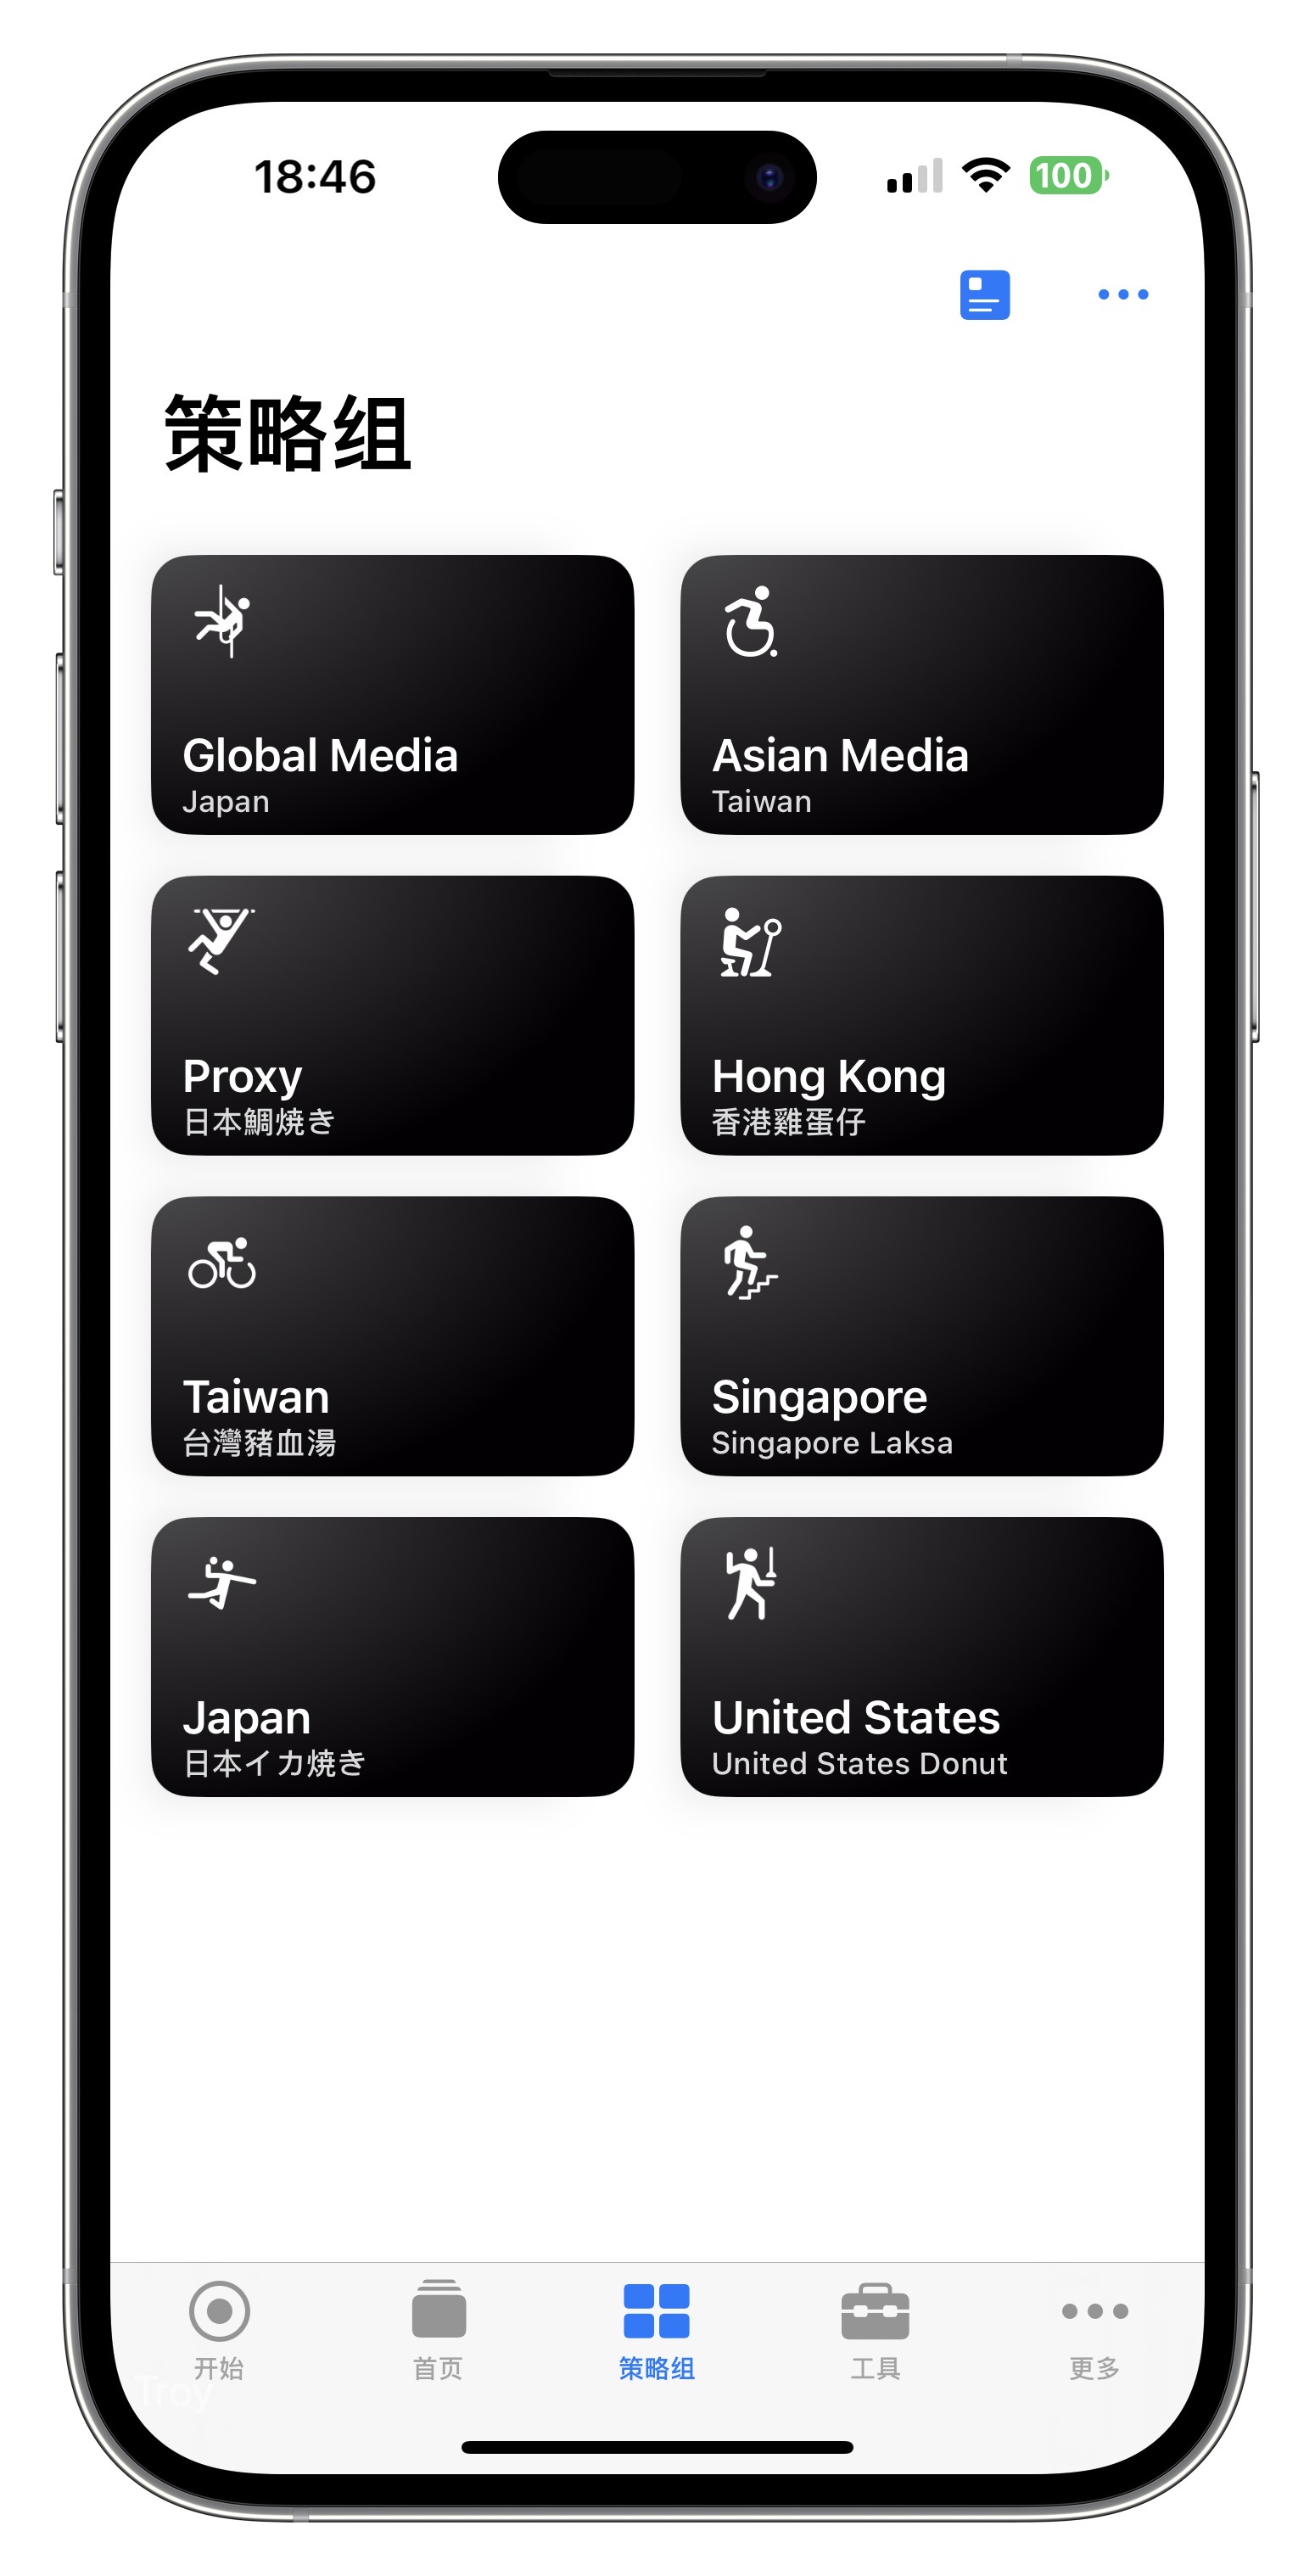 18:46
100
策略组
Global Media
Japan
Asian Media
Taiwan
Proxy
日本鯛焼き
Hong Kong
香港雞蛋仔
Taiwan
台灣豬血湯
Singapore
Singapore Laksa
Japan
日本イカ焼き
United States
United States Donut
开始
首页
策略组
工具
更多
Troy